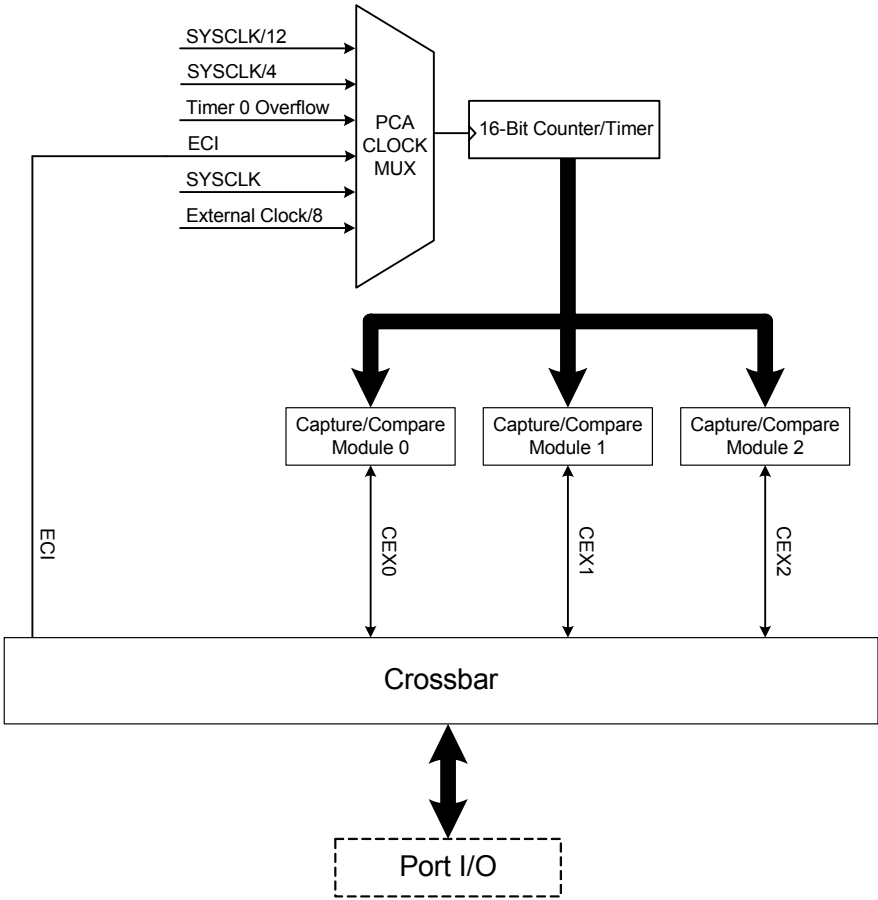 SYSCLK/12
SYSCLK/4
Timer 0 Overflow
ECI
SYSCLK
External Clock/8
PCA
CLOCK
MUX
16-Bit Counter/Timer
Capture/Compare
Module 0
Capture/Compare
Module 1
Capture/Compare
Module 2
ECI
CEX0
CEX1
CEX2
Crossbar
Port I/O